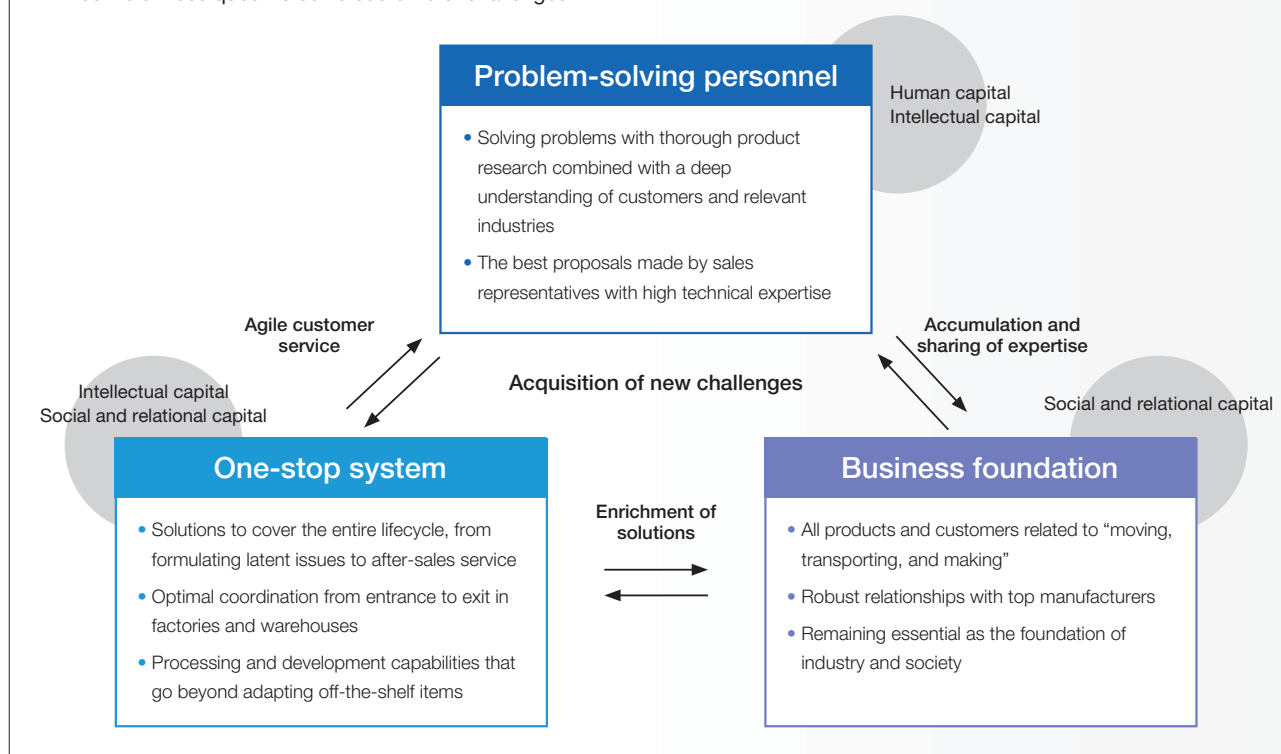 Problem-solving personnel
Human capital
Intellectual capital
• Solving problems with thorough product
research combined with a deep
understanding of customers and relevant
industries
• The best proposals made by sales
representatives with high technical expertise
Agile customer
service
Accumulation and
sharing of expertise
Acquisition of new challenges
Intellectual capital
Social and relational capital
Social and relational capital
One-stop system
• Solutions to cover the entire lifecycle, from
formulating latent issues to after-sales service
• Optimal coordination from entrance to exit in
factories and warehouses
• Processing and development capabilities that
go beyond adapting off-the-shelf items
Enrichment of
solutions
Business foundation
• All products and customers related to “moving,
transporting, and making”
• Robust relationships with top manufacturers
• Remaining essential as the foundation of
industry and society